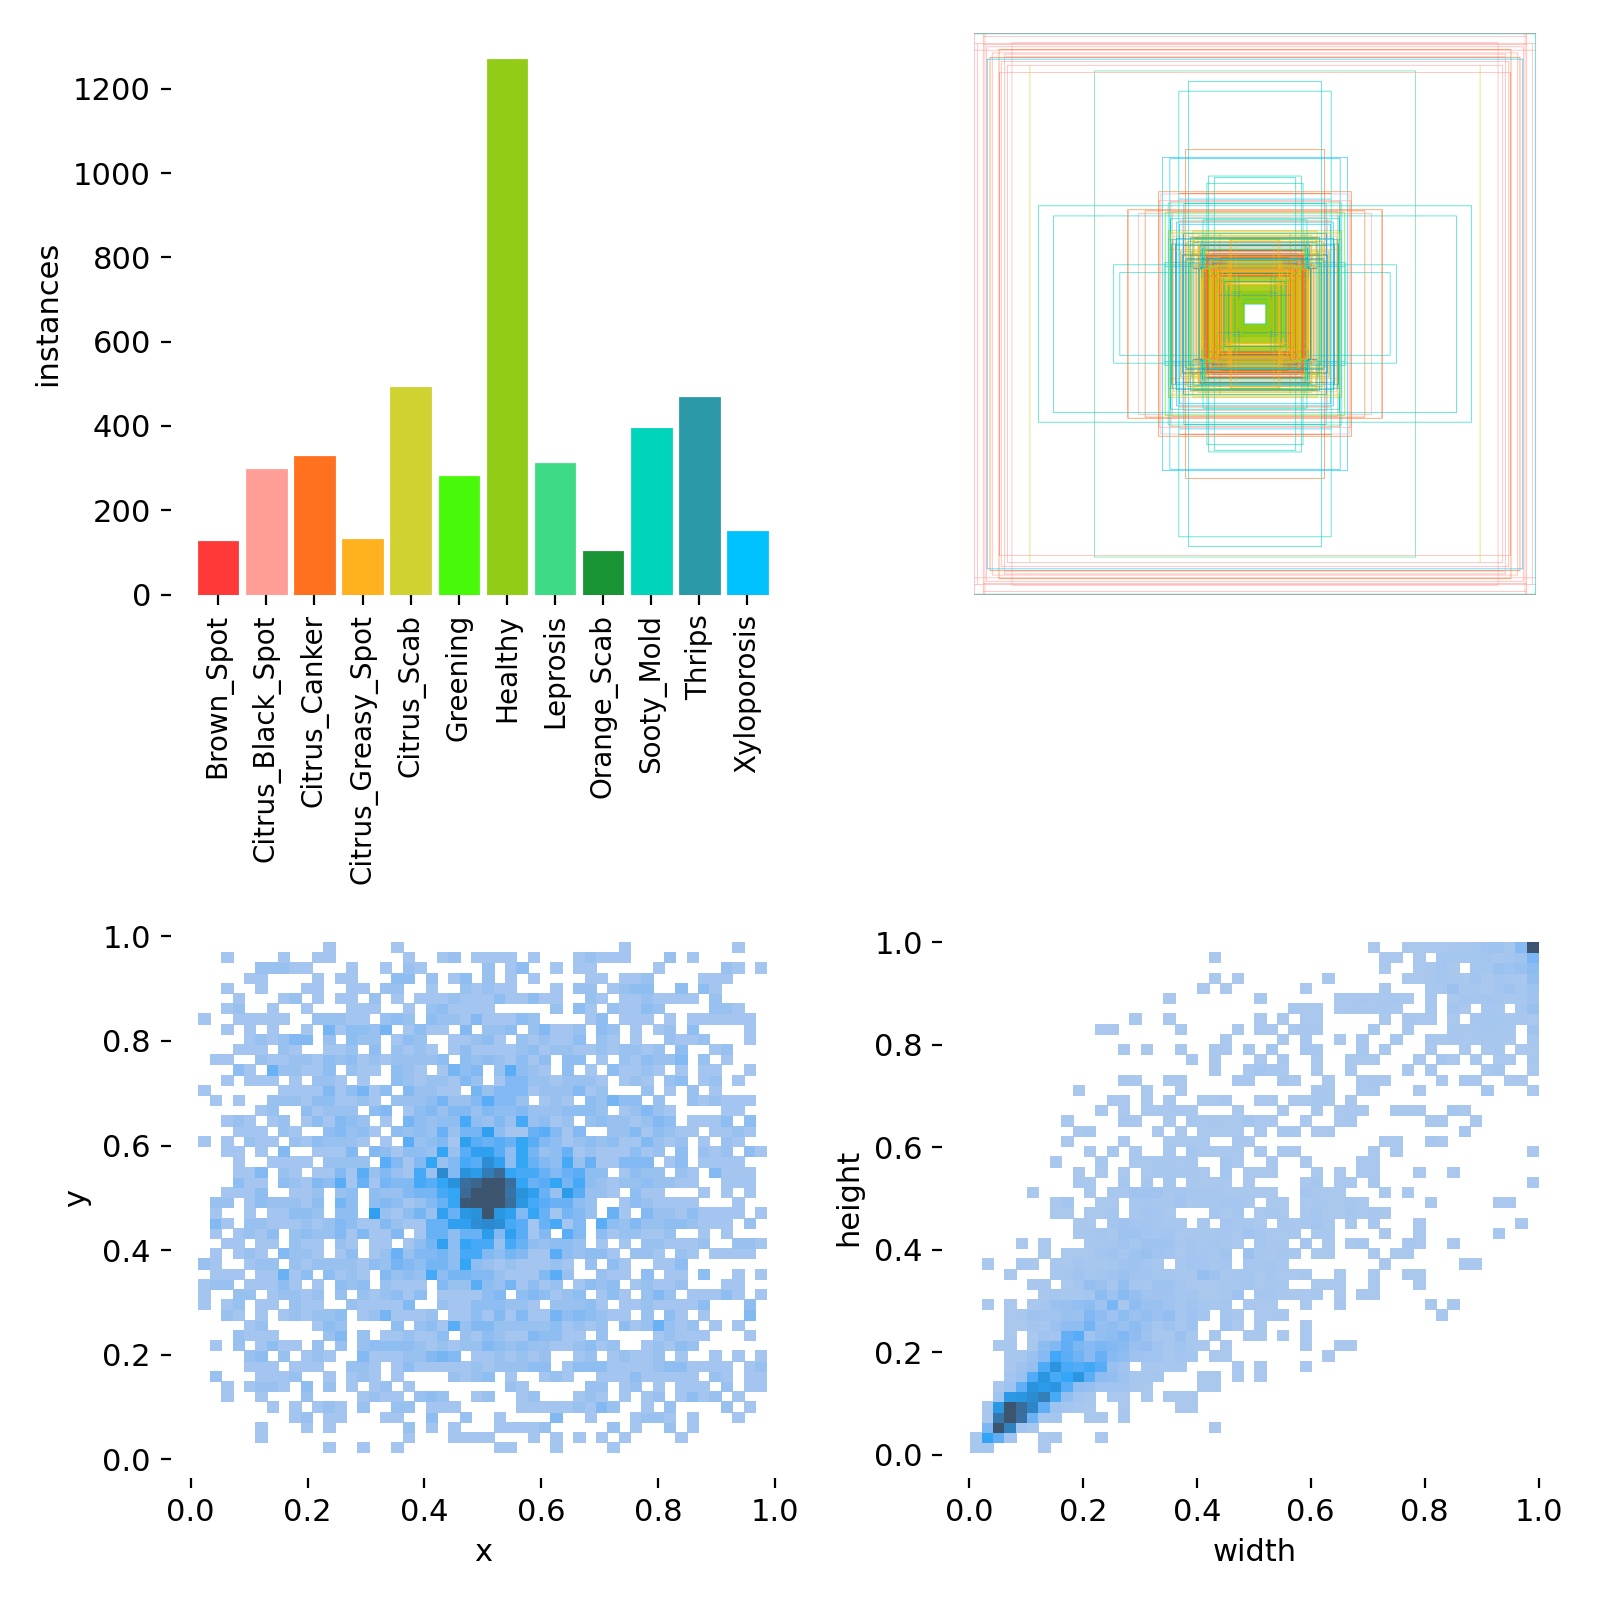 1200
1000
800
600
400
200
0
instances
Brown_Spot
Citrus_Black_Spot
Citrus_Canker
Citrus_Greasy_Spot
Citrus_Scab
Greening
Healthy
Leprosis
Orange_Scab
Sooty_Mold
Thrips
Xyloporosis
1.0
0.8
0.6
0.4
0.2
0.0
y
0.0 0.2 0.4 0.6 0.8 1.0
x
1.0
0.8
0.6
0.4
0.2
0.0
height
0.0 0.2 0.4 0.6 0.8 1.0
width